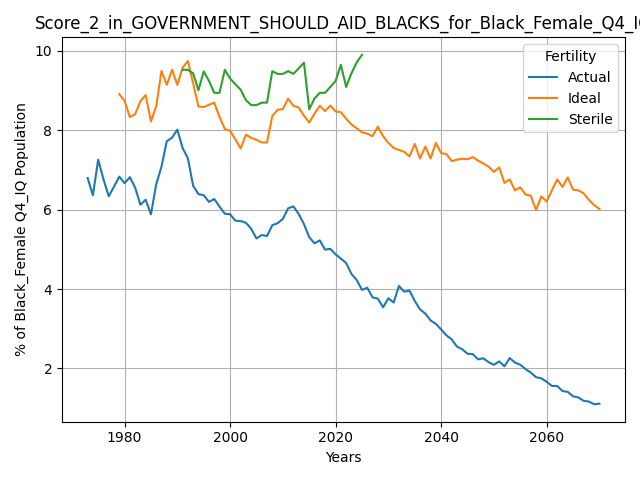 Score_2_in_GOVERNMENT_SHOULD_AID_BLACKS_for_Black_Female_Q4_IQ
% of Black_Female Q4_IQ Population
10
8
6
4
2
Fertility
Actual
Ideal
Sterile
1980
2000
2020
2040
2060
Years